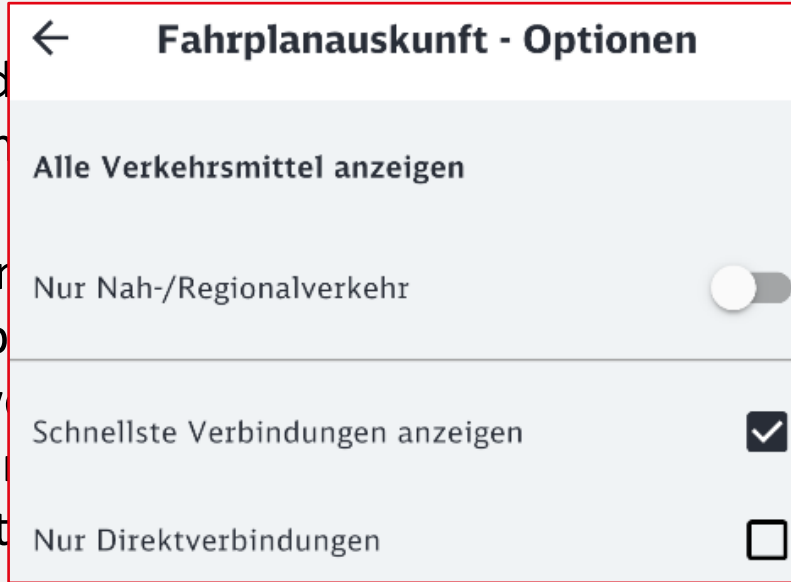 Fahrplanauskunft - Optionen
Alle Verkehrsmittel anzeigen
Nur Nah-/Regionalverkehr
Schnellste Verbindungen anzeigen
Nur Direktverbindungen